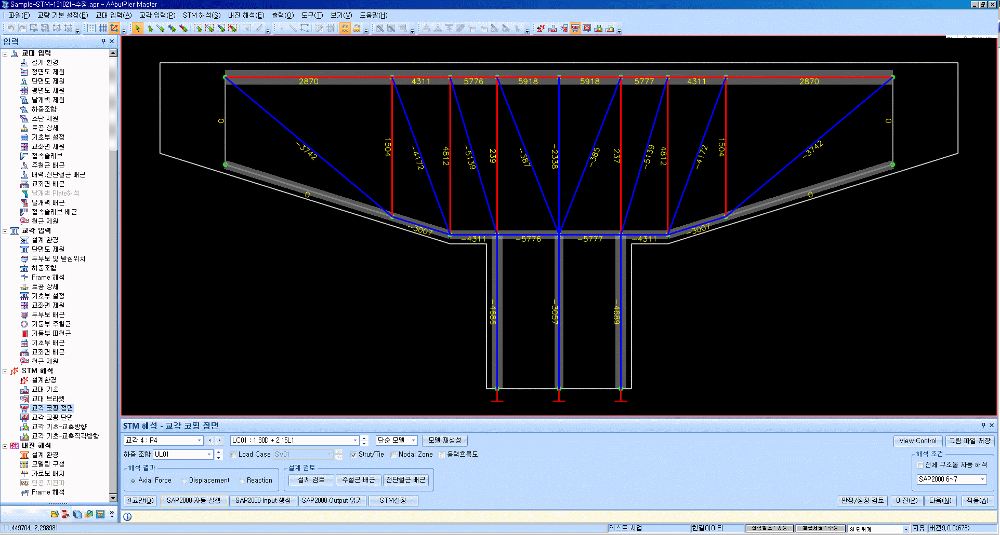 Sample-STM-131021-수정.apr - AAbutPier Master
파일(F) 교량 기본 설정(B) 교대 입력(A) 교각 입력(P) STM 해석(S) 내진 해석(E) 출력(O) 도구(T) 보기(V) 도움말(H)
입력
교대 입력
설계 환경
정면도 제원
단면도 제원
평면도 제원
날개벽 제원
하중조합
소단 제원
토공 상세
기초부 설정
교좌면 제원
접속슬래브
주철근 배근
배력,전단철근 배근
교좌면 배근
날개벽 Plate해석
날개벽 배근
접속슬래브 배근
철근 제원
교각 입력
설계 환경
단면도 제원
두부보 및 받침위치
하중조합
Frame 해석
토공 상세
기초부 설정
교좌면 제원
두부보 배근
기둥부 주철근
기둥부 띠철근
기초부 배근
교좌면 배근
철근 제원
STM 해석
설계환경
교대 기초
교대 브라켓
교각 코핑 정면
교각 코핑 단면
교각 기초-교축방향
교각 기초-교축직각방향
내진 해석
설계 환경
모델링 구성
가로보 배치
인공 지진파
Frame 해석
2870 4311 5776 5918 5918 5777 4311 2870
0 -3742 1504 -4172 4812 -5139 239 -387 -2338 -385 237 -5139 4812 -4172 1504 -3742 0
0 -3007 -4311 -5776 -5777 -4311 -3007 0
-4686 -3057 -4689
STM 해석 - 교각 코핑 정면
교각 4 : P4 LC01 : 1.30D + 2.15L1 단순 모델 모델 재생성 View Control 그림 파일 저장
하중 조합 UL01 Load Case SV01 Strut/Tie Nodal Zone 응력흐름도
해석 조건
전체 구조물 자동 해석
SAP2000 6~7
해석 결과
Axial Force Displacement Reaction
설계 검토
설계 검토 주철근 배근 전단철근 배근
권고안(D) SAP2000 자동 실행 SAP2000 Input 생성 SAP2000 Output 읽기 STM설정 안정/정정 검토 이전(P) 다음(N) 적용(A)
11.449704, 2.298981 테스트 사업 한길아이티 선형참조 : 자동 철근제원 : 수동 SI 단위계 자유 버전9.0.0(673)